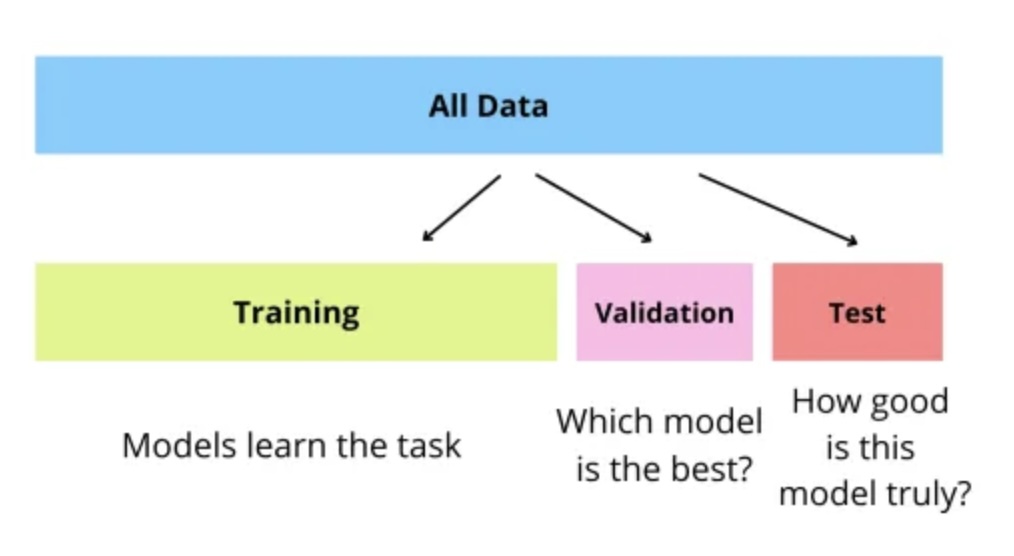 All Data
Training
Validation
Test
Models learn the task
Which model
is the best?
How good
is this
model truly?